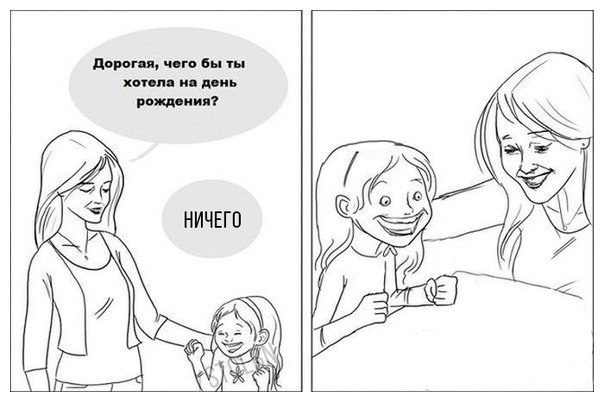 Дорогая, чего бы ты
хотела на день
рождения?
НИЧЕГО